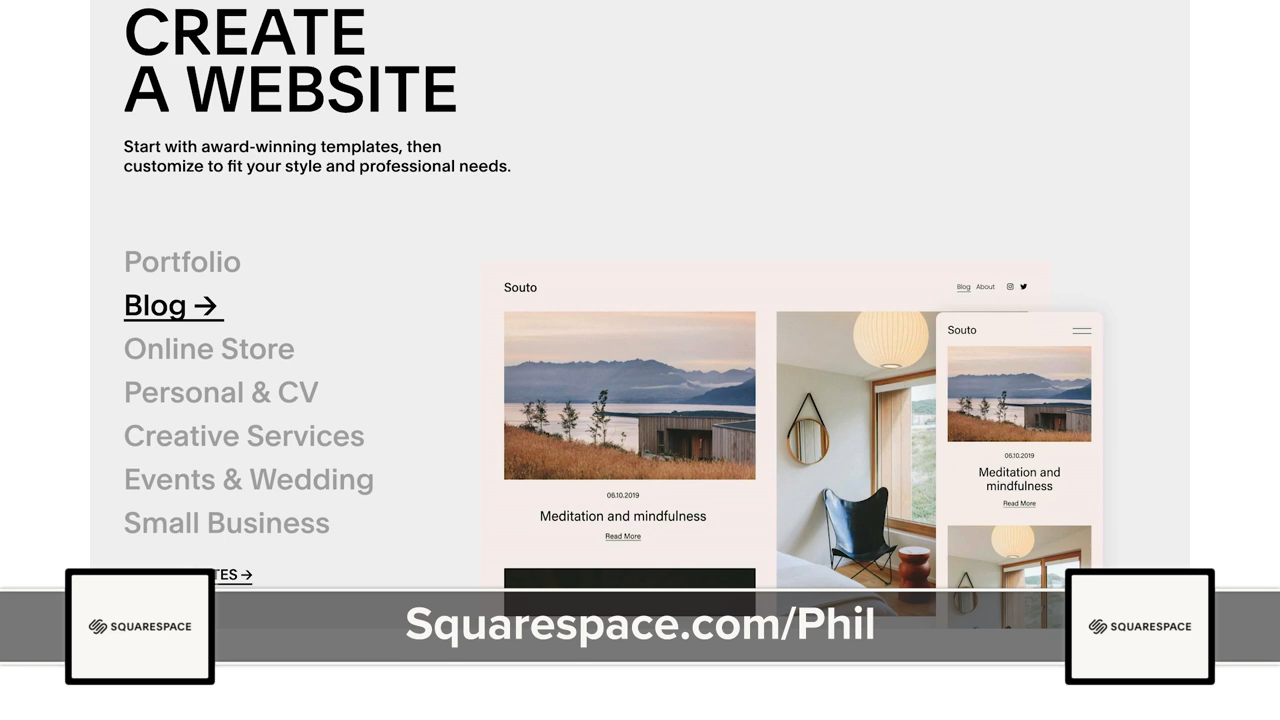 CREATE
A WEBSITE
Start with award-winning templates, then
customize to fit your style and professional needs.
Portfolio
Blog →
Online Store
Personal & CV
Creative Services
Events & Wedding
Small Business
Souto
Blog About
06.10.2019
Meditation and mindfulness
Read More
Souto
06.10.2019
Meditation and
mindfulness
Read More
SQUARESPACE
Squarespace.com/Phil
SQUARESPACE